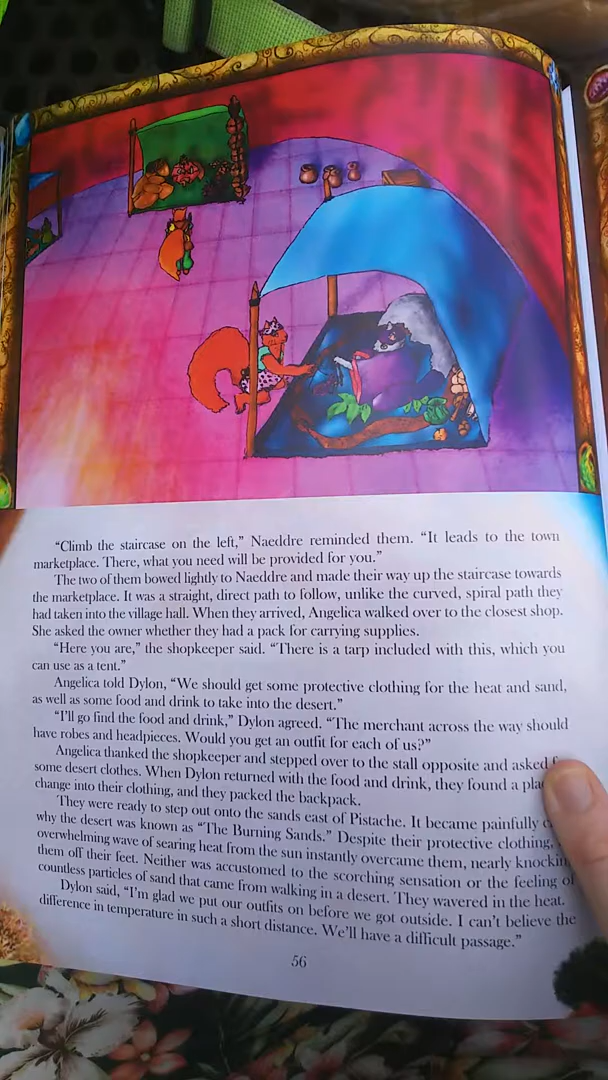 "Climb the staircase on the left," Naeddre reminded them. "It leads to the town
marketplace. There, what you need will be provided for you."
The two of them bowed lightly to Naeddre and made their way up the staircase towards
the marketplace. It was a straight, direct path to follow, unlike the curved, spiral path they
had taken into the village hall. When they arrived, Angelica walked over to the closest shop.
She asked the owner whether they had a pack for carrying supplies.
"Here you are," the shopkeeper said. "There is a tarp included with this, which you
can use as a tent."
Angelica told Dylon, "We should get some protective clothing for the heat and sand,
as well as some food and drink to take into the desert."
"I'll go find the food and drink," Dylon agreed. "The merchant across the way should
have robes and headpieces. Would you get an outfit for each of us?"
Angelica thanked the shopkeeper and stepped over to the stall opposite and asked
some desert clothes. When Dylon returned with the food and drink, they found a
change into their clothing, and they packed the backpack.
They were ready to step out onto the sands east of Pistache. It became painfully
why the desert was known as "The Burning Sands." Despite their protective clothing,
overwhelming wave of searing heat from the sun instantly overcame them, nearly
them off their feet. Neither was accustomed to the scorching sensation or the feeling of
countless particles of sand that came from walking in a desert. They wavered in the heat.
Dylon said, "I'm glad we put our outfits on before we got outside. I can't believe the
difference in temperature in such a short distance. We'll have a difficult passage."
56